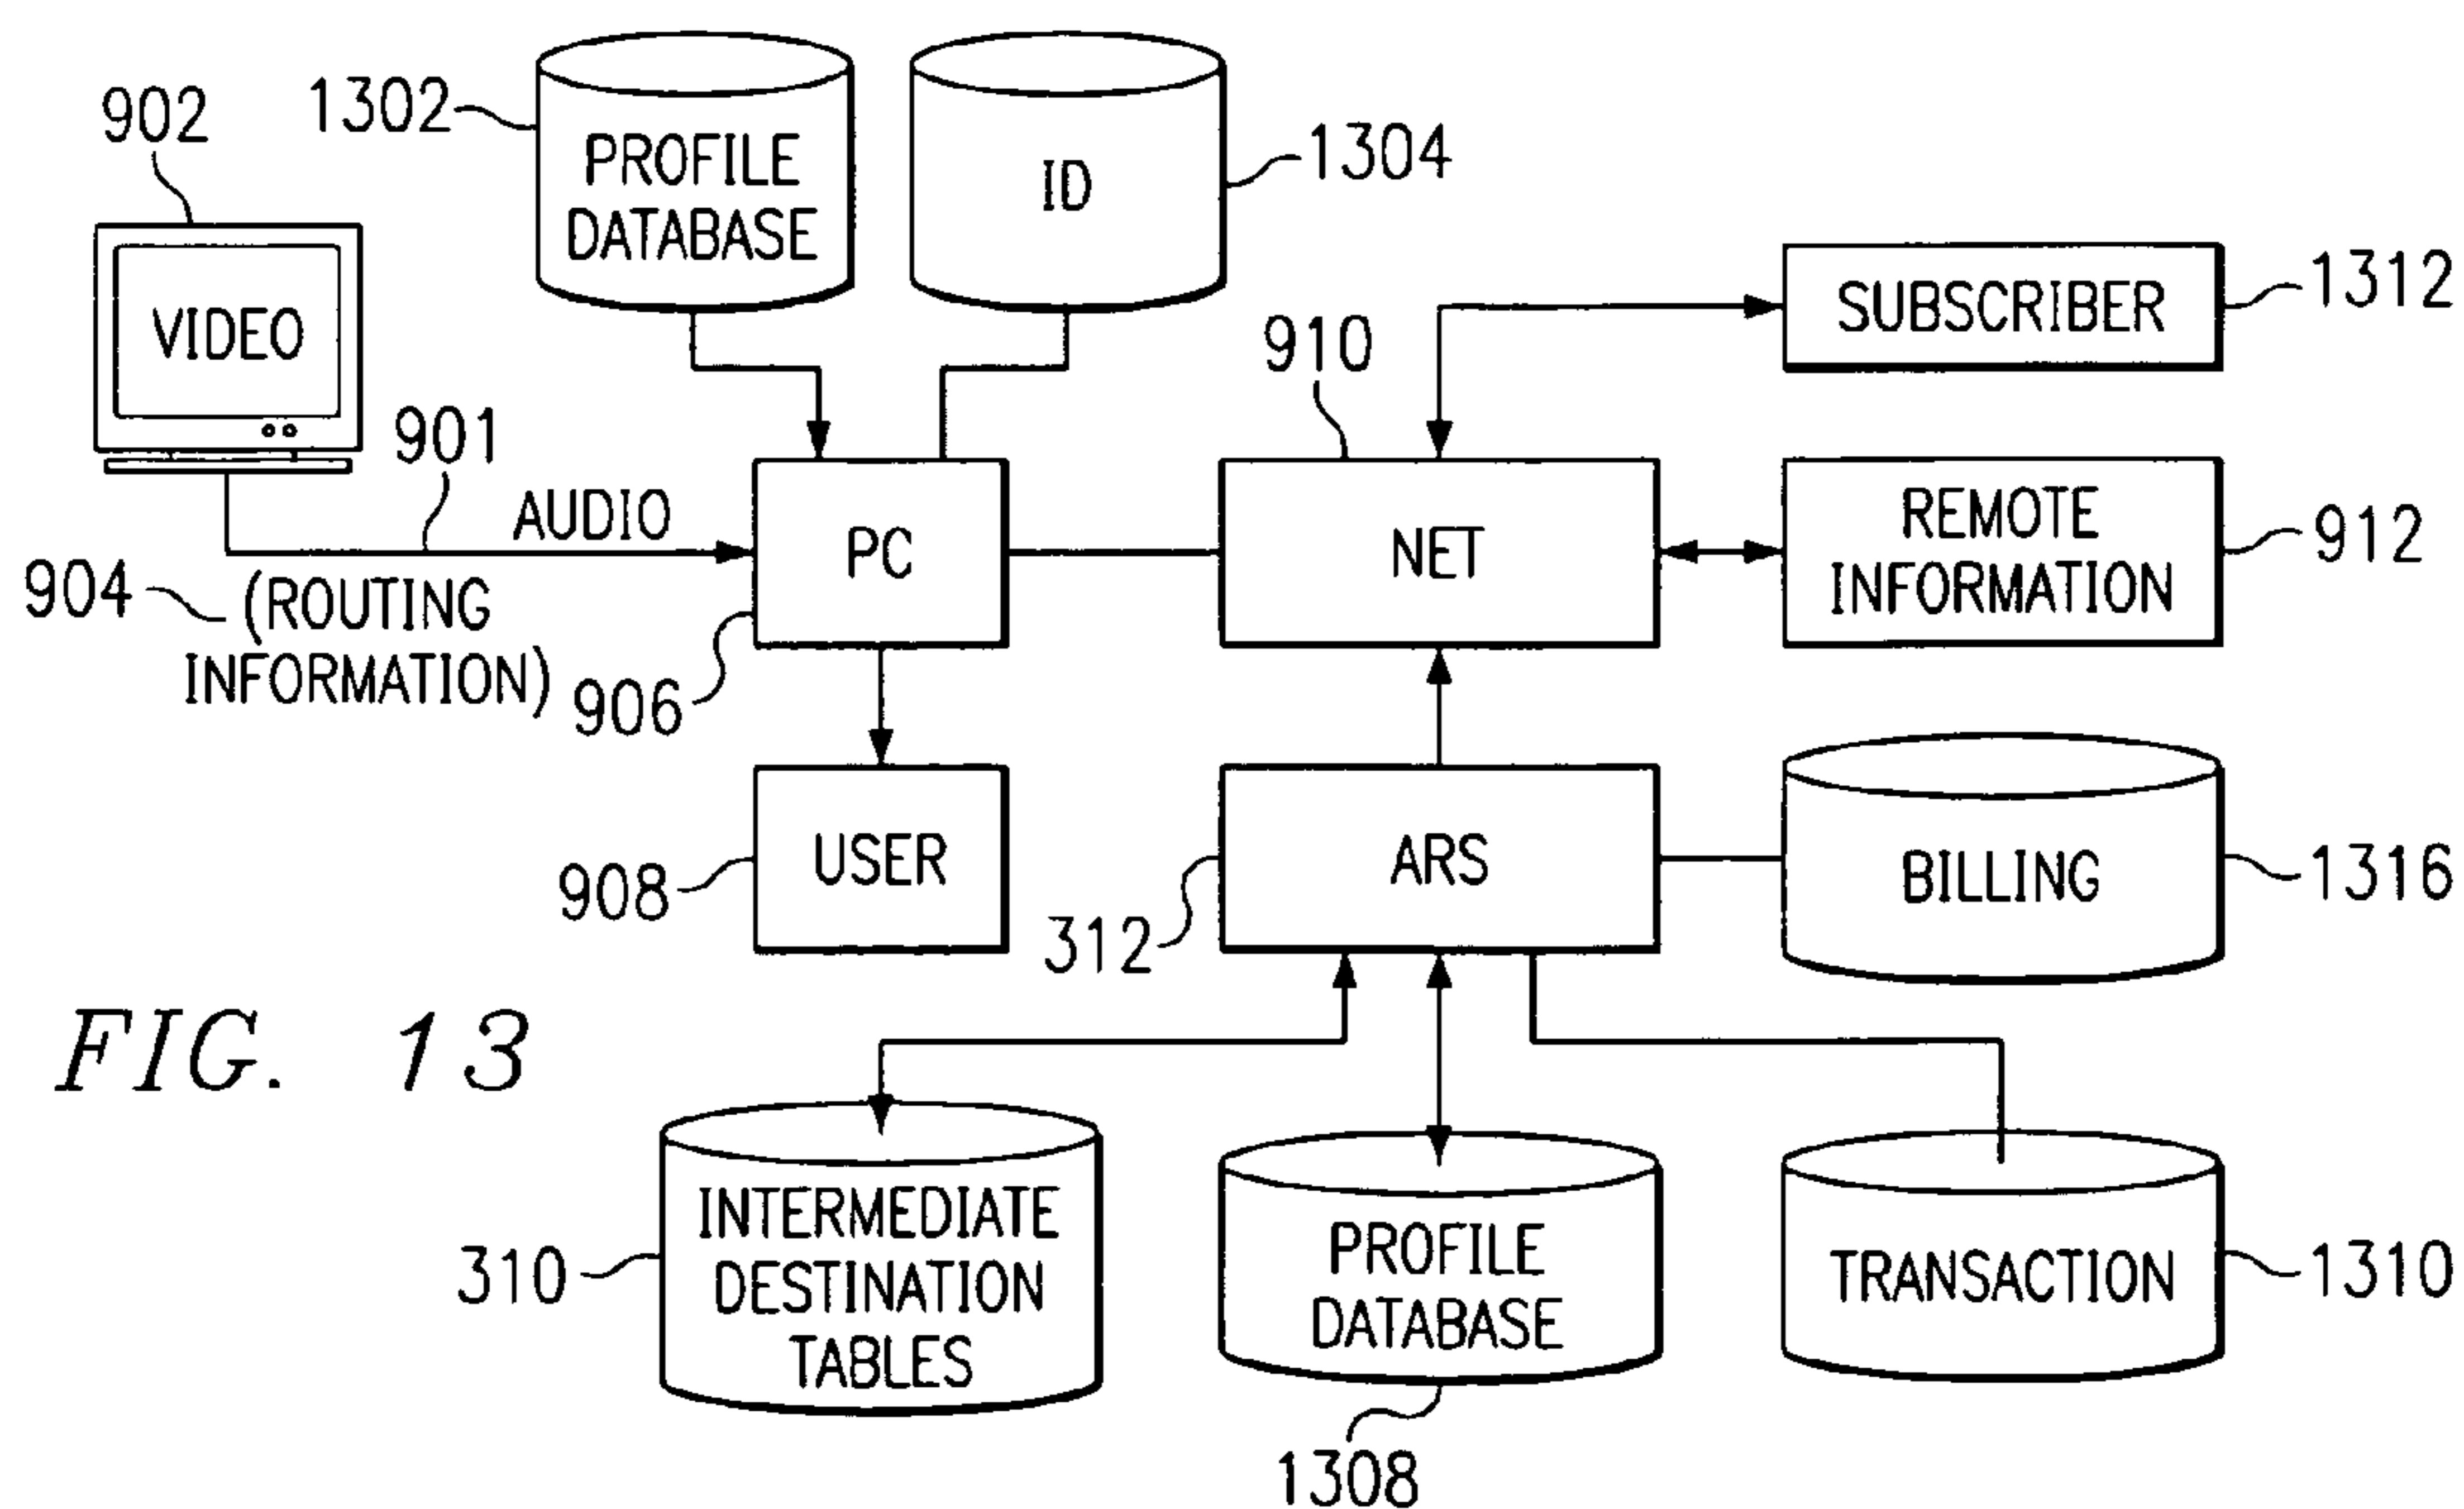 902
1302
PROFILE
DATABASE
ID
1304
VIDEO
SUBSCRIBER
1312
910
901
AUDIO
904
(ROUTING
INFORMATION)
906
PC
NET
REMOTE
INFORMATION
912
USER
908
ARS
312
BILLING
1316
FIG. 13
310
INTERMEDIATE
DESTINATION
TABLES
PROFILE
DATABASE
1308
TRANSACTION
1310